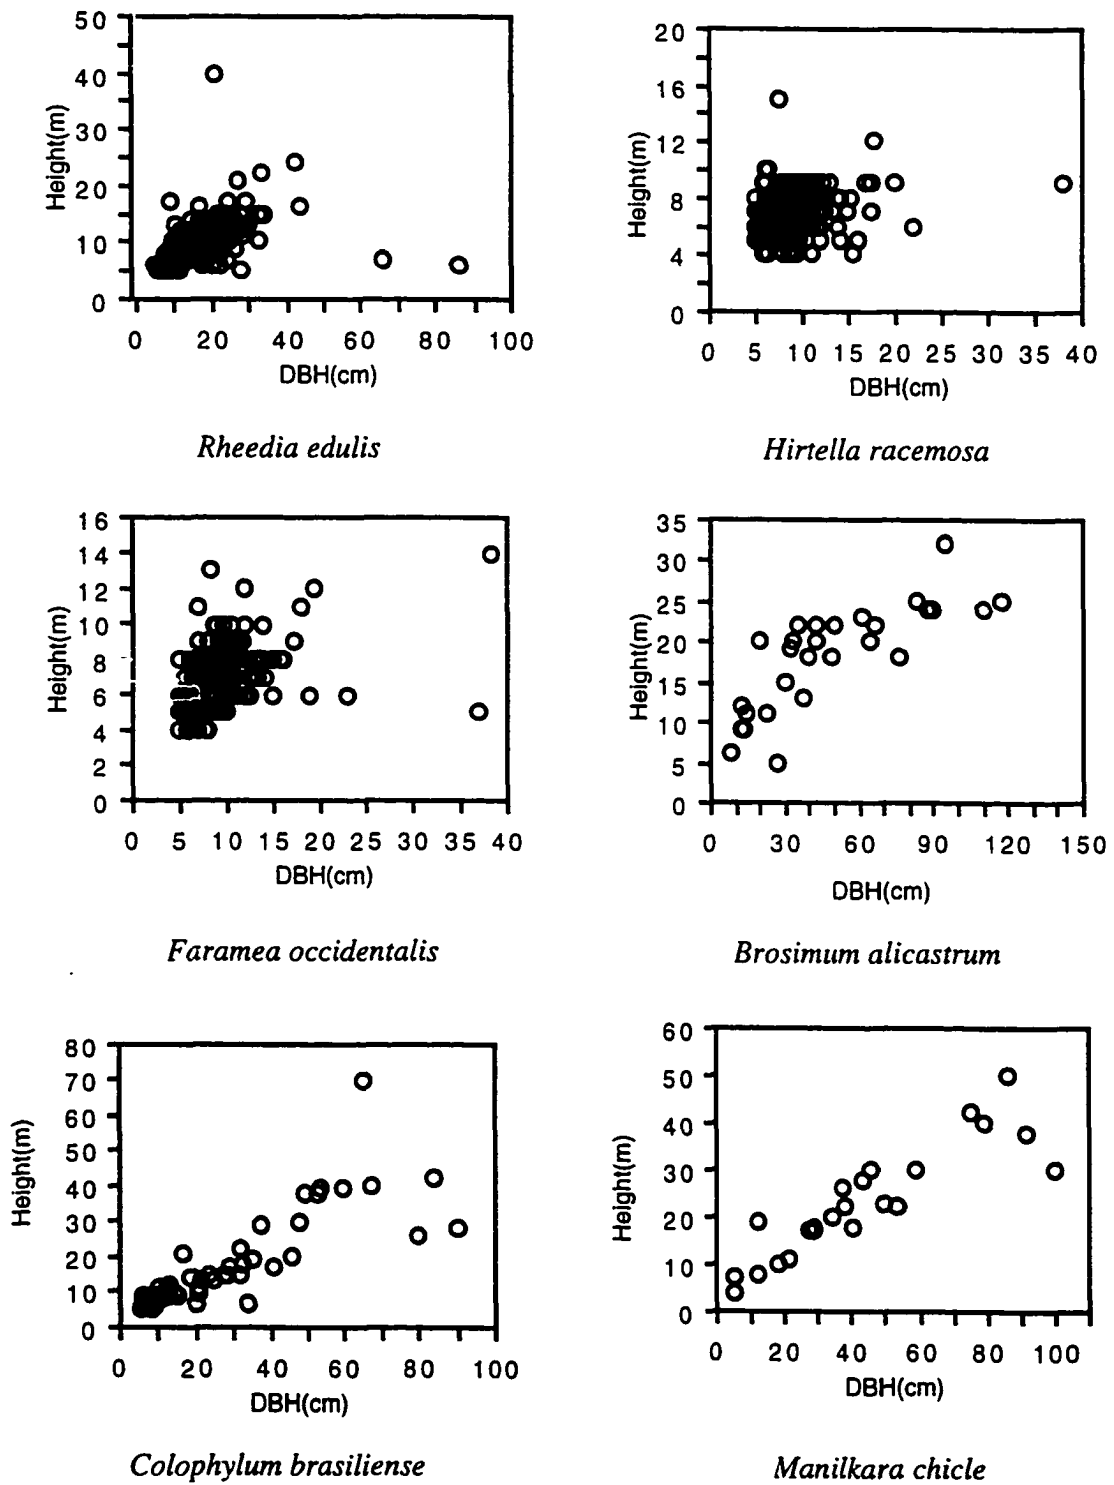 50
40
30
20
10
0
Height(m)
0 20 40 60 80 100
DBH(cm)
Rheedia edulis
20
16
12
8
4
0
Height(m)
0 5 10 15 20 25 30 35 40
DBH(cm)
Hirtella racemosa
16
14
12
10
8
6
4
2
0
Height(m)
0 5 10 15 20 25 30 35 40
DBH(cm)
Faramea occidentalis
35
30
25
20
15
10
5
0
Height(m)
0 30 60 90 120 150
DBH(cm)
Brosimum alicastrum
80
70
60
50
40
30
20
10
0
Height(m)
0 20 40 60 80 100
DBH(cm)
Colophylum brasiliense
60
50
40
30
20
10
0
Height(m)
0 20 40 60 80 100
DBH(cm)
Manilkara chicle